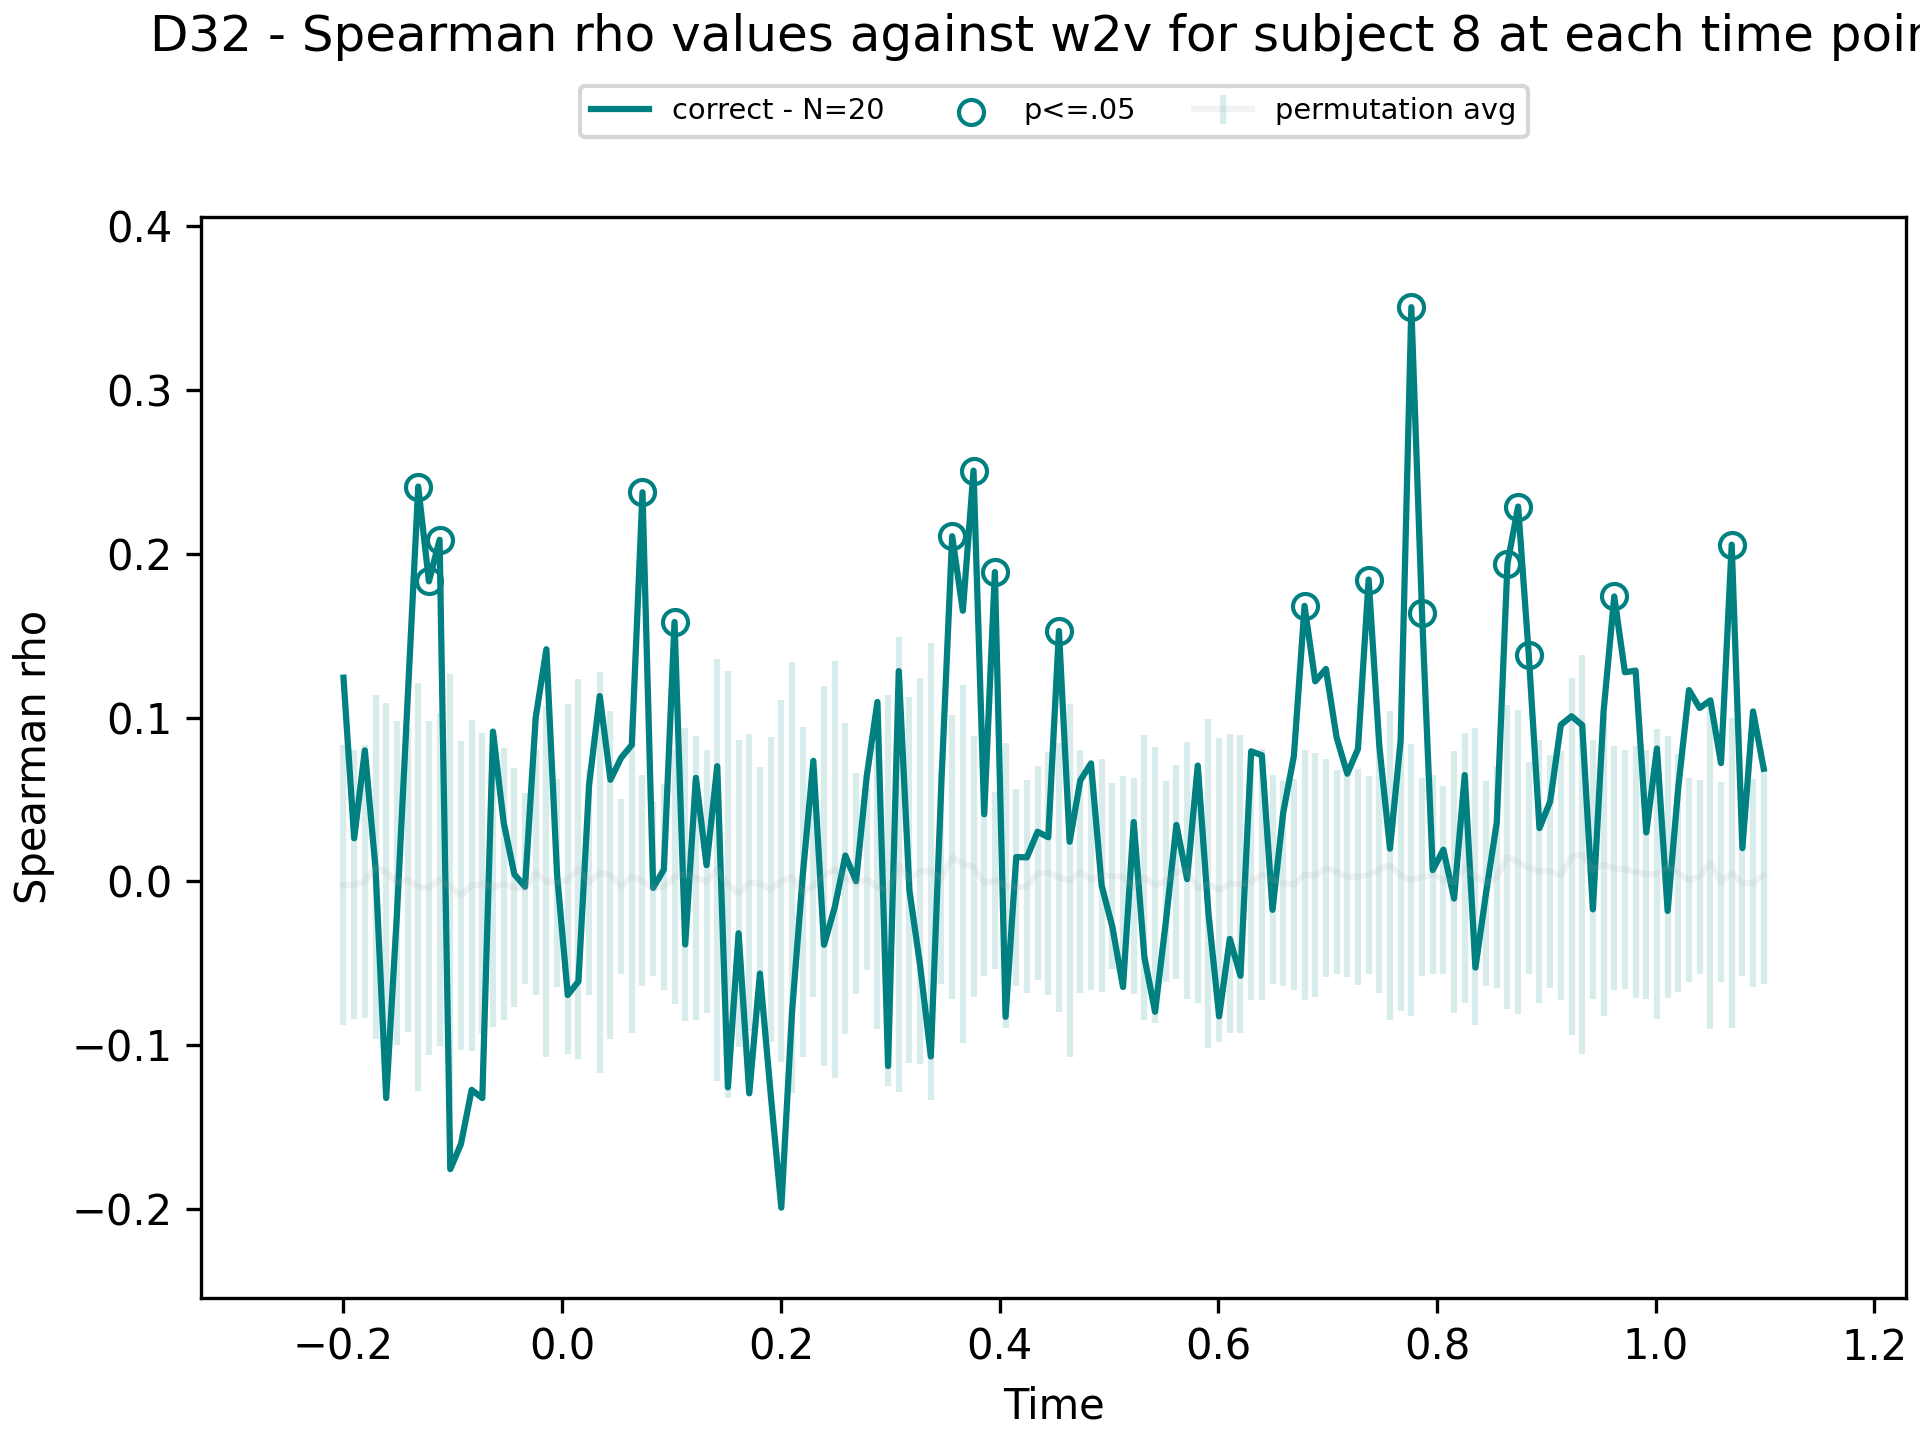 D32 - Spearman rho values against w2v for subject 8 at each time
correct - N=20 p<=.05 permutation avg
0.4
0.3
0.2
0.1
0.0
−0.1
−0.2
Spearman rho
−0.2 0.0 0.2 0.4 0.6 0.8 1.0 1.2
Time